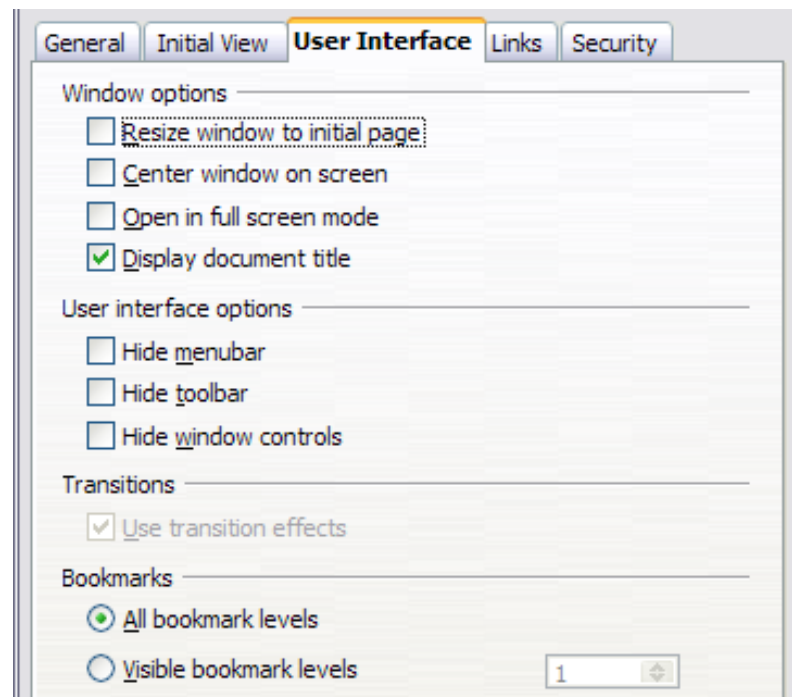 General Initial View User Interface Links Security
Window options
Resize window to initial page
Center window on screen
Open in full screen mode
Display document title
User interface options
Hide menubar
Hide toolbar
Hide window controls
Transitions
Use transition effects
Bookmarks
All bookmark levels
Visible bookmark levels 1